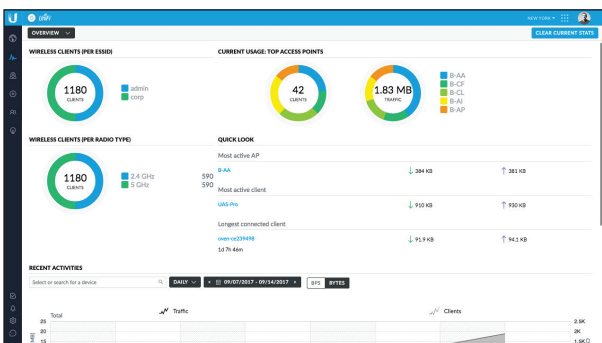 U UniFi NEW YORK
OVERVIEW CLEAR CURRENT STATS
WIRELESS CLIENTS (PER ESSID)
1180
CLIENTS
admin
corp
CURRENT USAGE: TOP ACCESS POINTS
42
CLIENTS
1.83 MB
TRAFFIC
B-AA
B-CF
B-CL
B-AI
B-AP
WIRELESS CLIENTS (PER RADIO TYPE)
1180
CLIENTS
2.4 GHz 590
5 GHz 590
QUICK LOOK
Most active AP
B-AA ↓ 384 KB ↑ 381 KB
Most active client
UAS-Pro ↓ 910 KB ↑ 930 KB
Longest connected client
oven-ce239498 ↓ 91.9 KB ↑ 94.1 KB
1d 7h 46m
RECENT ACTIVITIES
Select or search for a device DAILY 09/07/2017 - 09/14/2017 BPS BYTES
Total Traffic Clients
25 2.5K
20 2K
15 1.5K